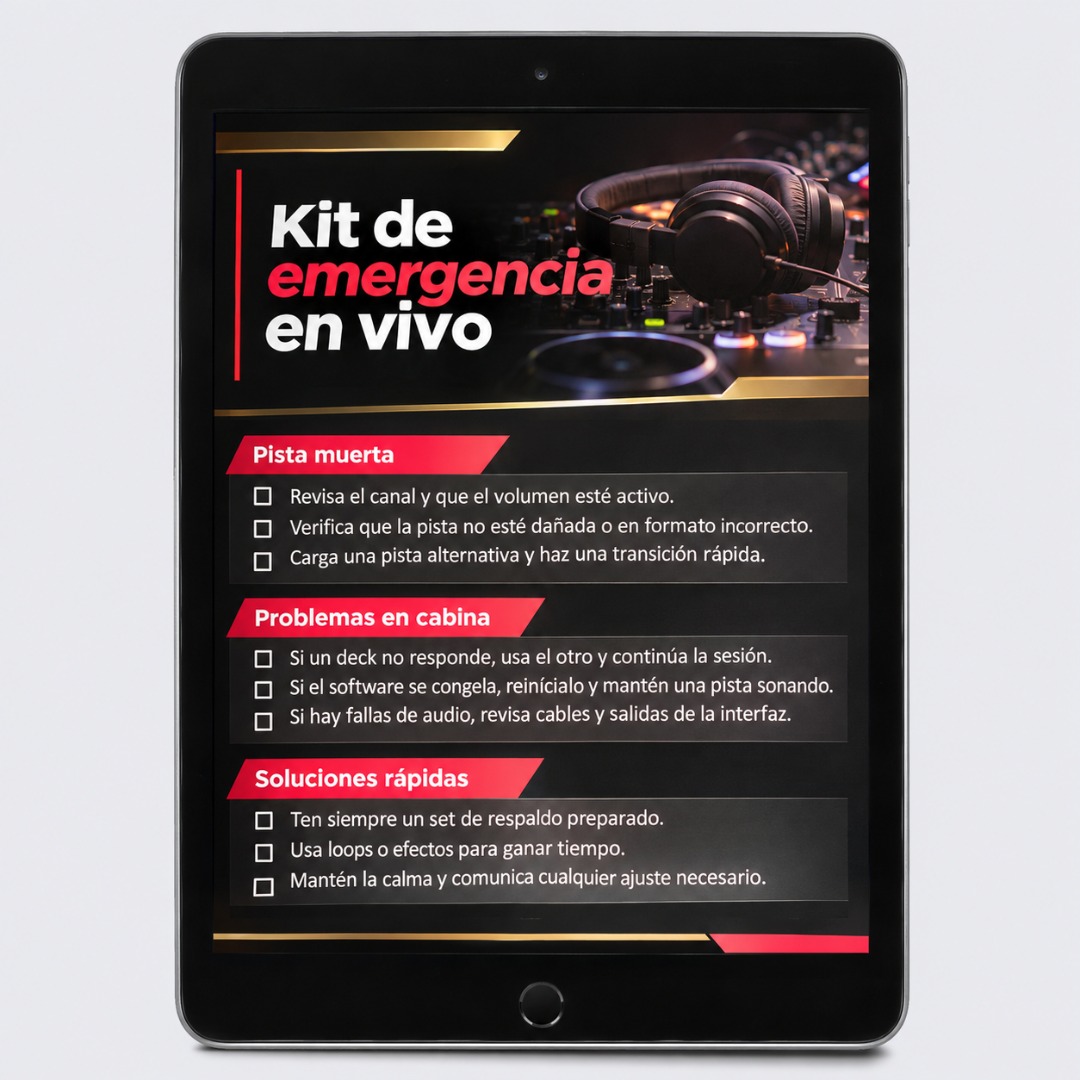 Kit de
emergencia
en vivo
Pista muerta
Revisa el canal y que el volumen esté activo.
Verifica que la pista no esté dañada o en formato incorrecto.
Carga una pista alternativa y haz una transición rápida.
Problemas en cabina
Si un deck no responde, usa el otro y continúa la sesión.
Si el software se congela, reinícialo y mantén una pista sonando.
Si hay fallas de audio, revisa cables y salidas de la interfaz.
Soluciones rápidas
Ten siempre un set de respaldo preparado.
Usa loops o efectos para ganar tiempo.
Mantén la calma y comunica cualquier ajuste necesario.